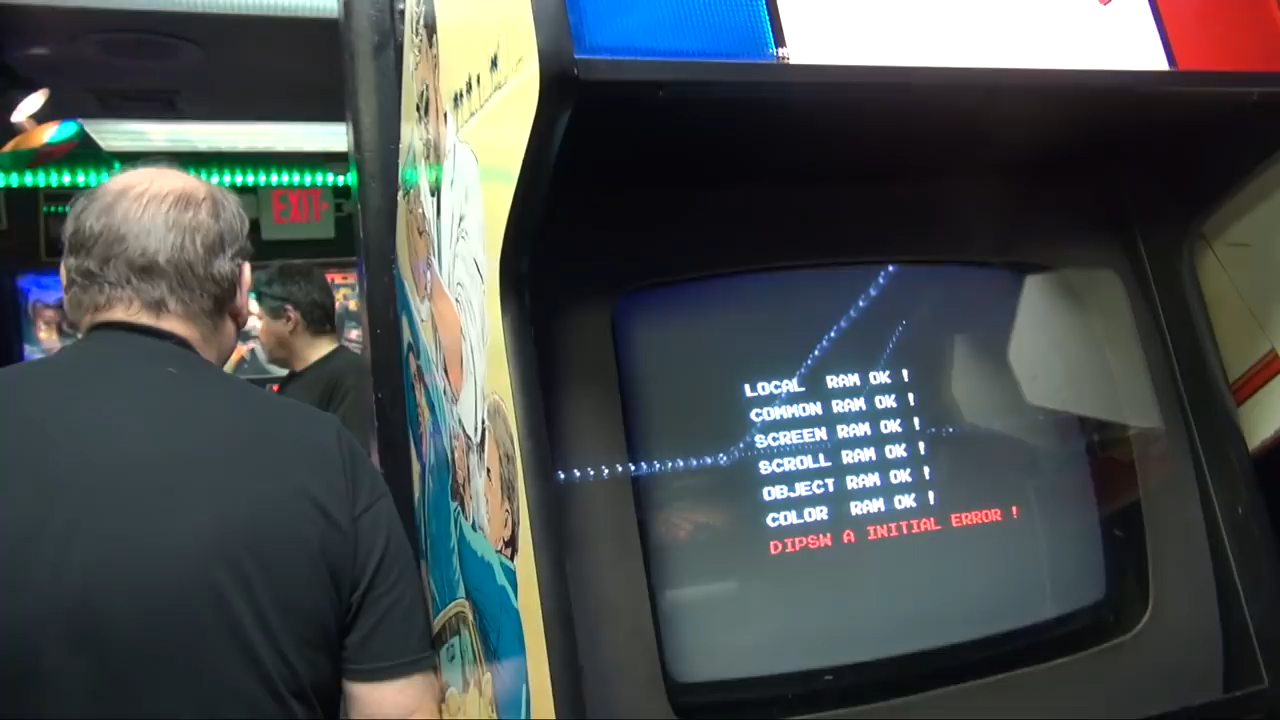 EXIT
LOCAL  RAM OK !
COMMON RAM OK !
SCREEN RAM OK !
SCROLL RAM OK !
OBJECT RAM OK !
COLOR  RAM OK !
DIPSW A INITIAL ERROR !